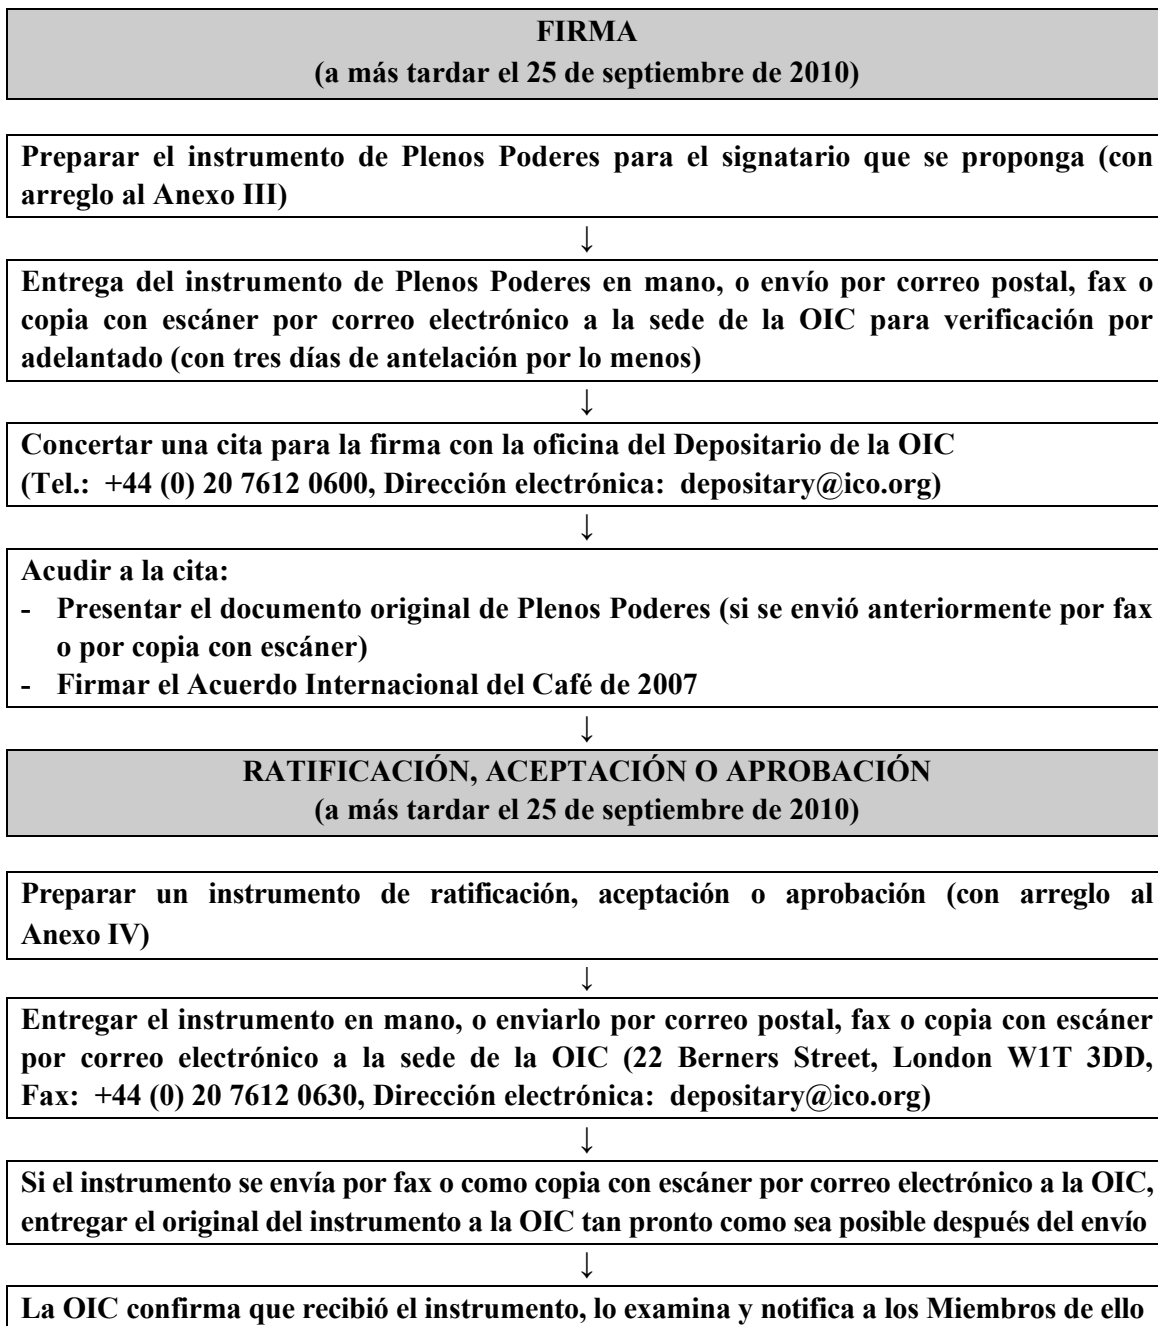 FIRMA
(a más tardar el 25 de septiembre de 2010)
Preparar el instrumento de Plenos Poderes para el signatario que se proponga (con
arreglo al Anexo III)
↓
Entrega del instrumento de Plenos Poderes en mano, o envío por correo postal, fax o
copia con escáner por correo electrónico a la sede de la OIC para verificación por
adelantado (con tres días de antelación por lo menos)
↓
Concertar una cita para la firma con la oficina del Depositario de la OIC
(Tel.: +44 (0) 20 7612 0600, Dirección electrónica: depositary@ico.org)
↓
Acudir a la cita:
- Presentar el documento original de Plenos Poderes (si se envió anteriormente por fax
o por copia con escáner)
- Firmar el Acuerdo Internacional del Café de 2007
↓
RATIFICACIÓN, ACEPTACIÓN O APROBACIÓN
(a más tardar el 25 de septiembre de 2010)
Preparar un instrumento de ratificación, aceptación o aprobación (con arreglo al
Anexo IV)
↓
Entregar el instrumento en mano, o enviarlo por correo postal, fax o copia con escáner
por correo electrónico a la sede de la OIC (22 Berners Street, London W1T 3DD,
Fax: +44 (0) 20 7612 0630, Dirección electrónica: depositary@ico.org)
↓
Si el instrumento se envía por fax o como copia con escáner por correo electrónico a la OIC,
entregar el original del instrumento a la OIC tan pronto como sea posible después del envío
↓
La OIC confirma que recibió el instrumento, lo examina y notifica a los Miembros de ello